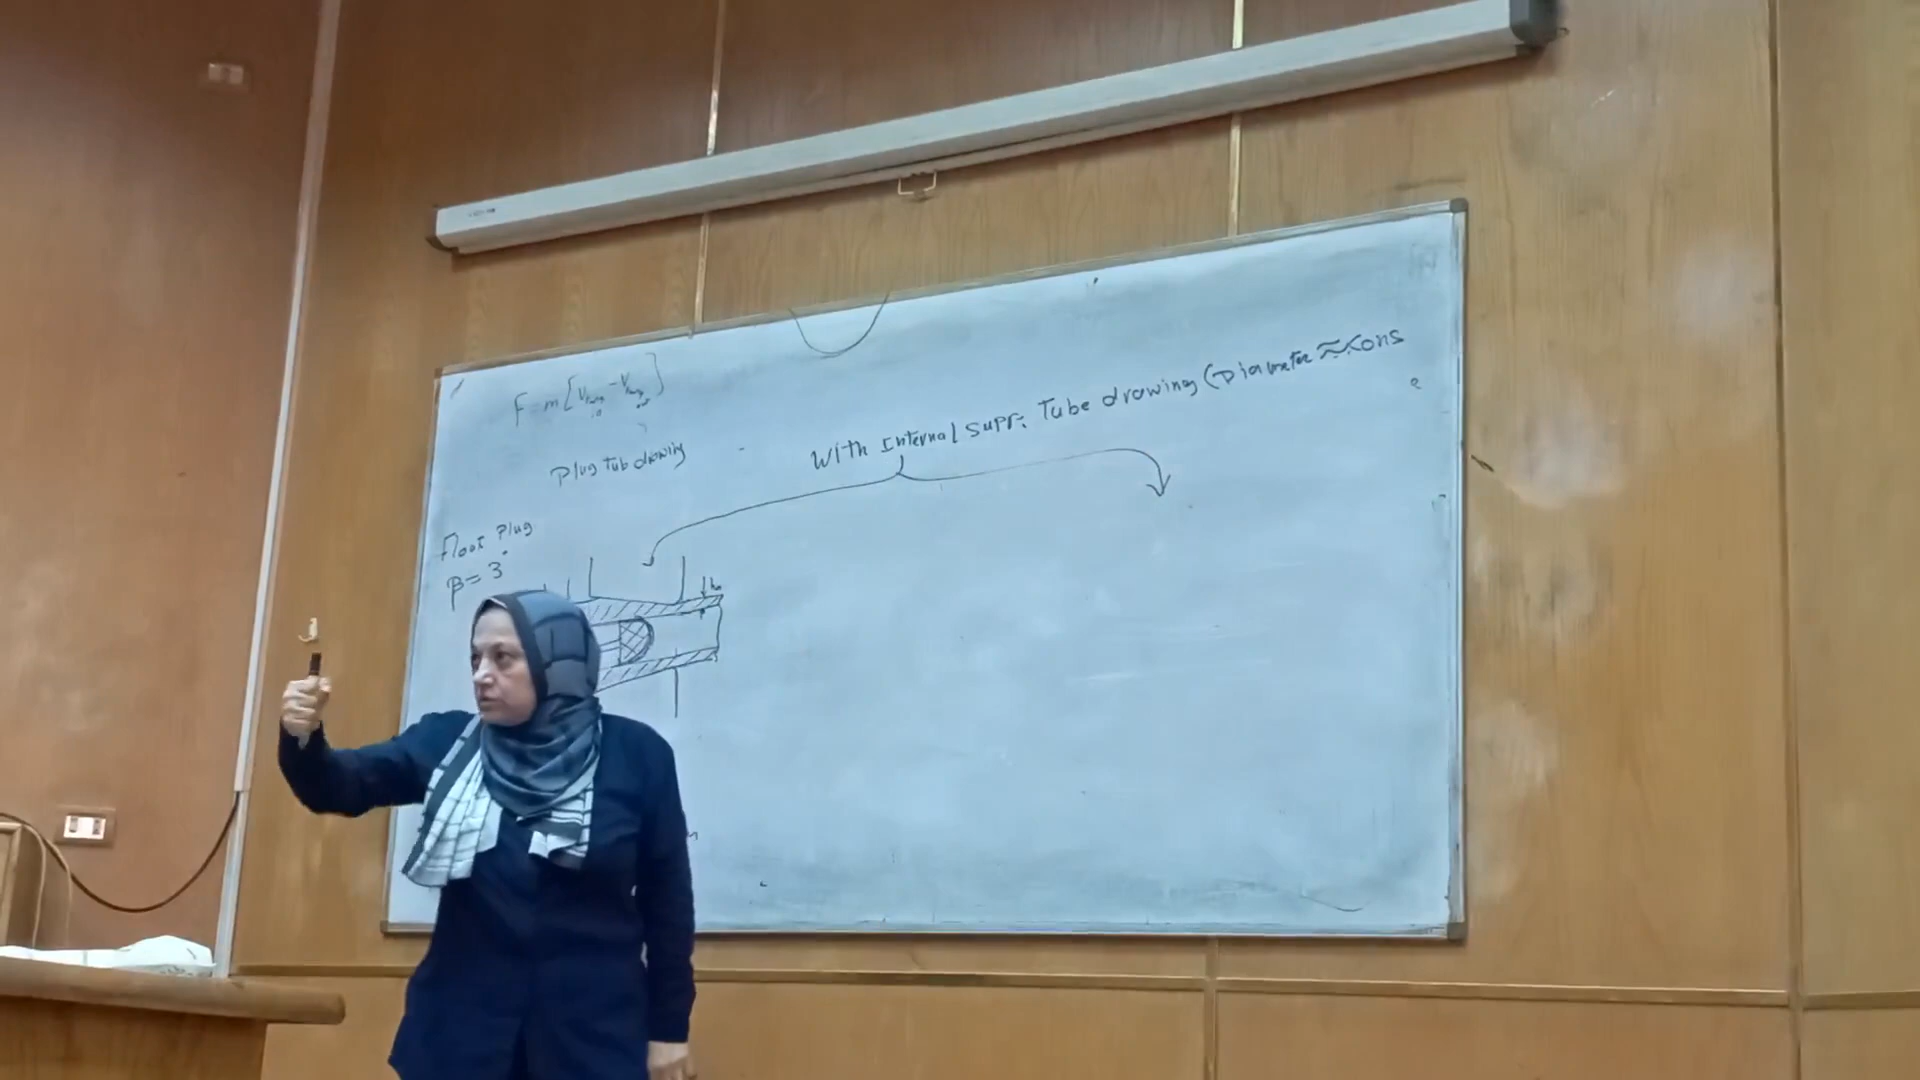 F = m [V - V]
Plug tub drawing
With Internal Supp. Tube drawing (Diameter ≈ Cons
Float Plug
β = 3°